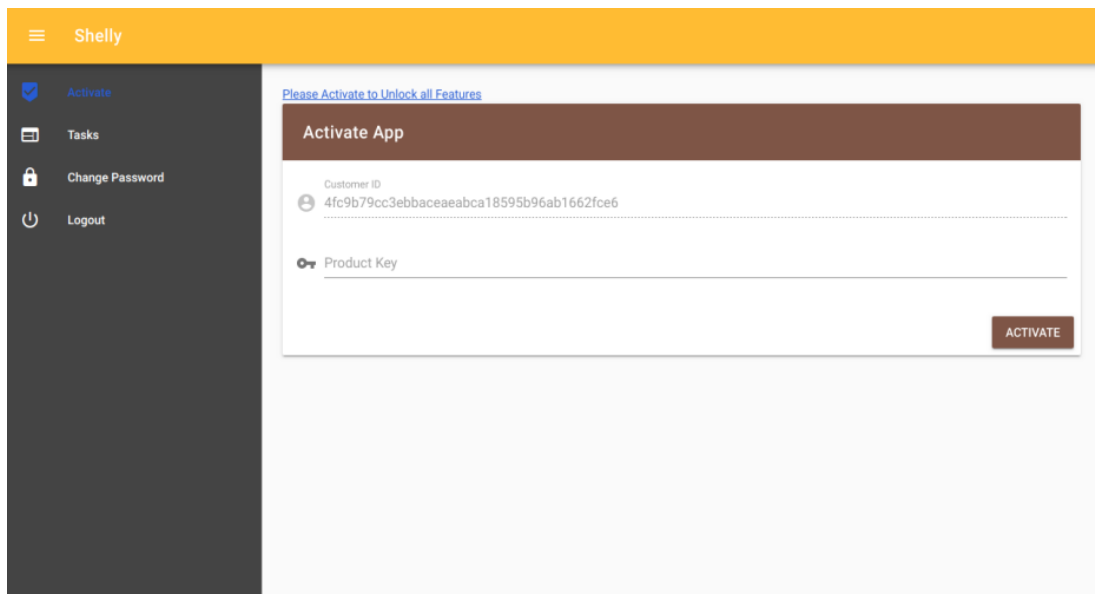 Shelly
Activate
Tasks
Change Password
Logout
Please Activate to Unlock all Features
Activate App
Customer ID
4fc9b79cc3ebbaceaeabca18595b96ab1662fce6
Product Key
ACTIVATE